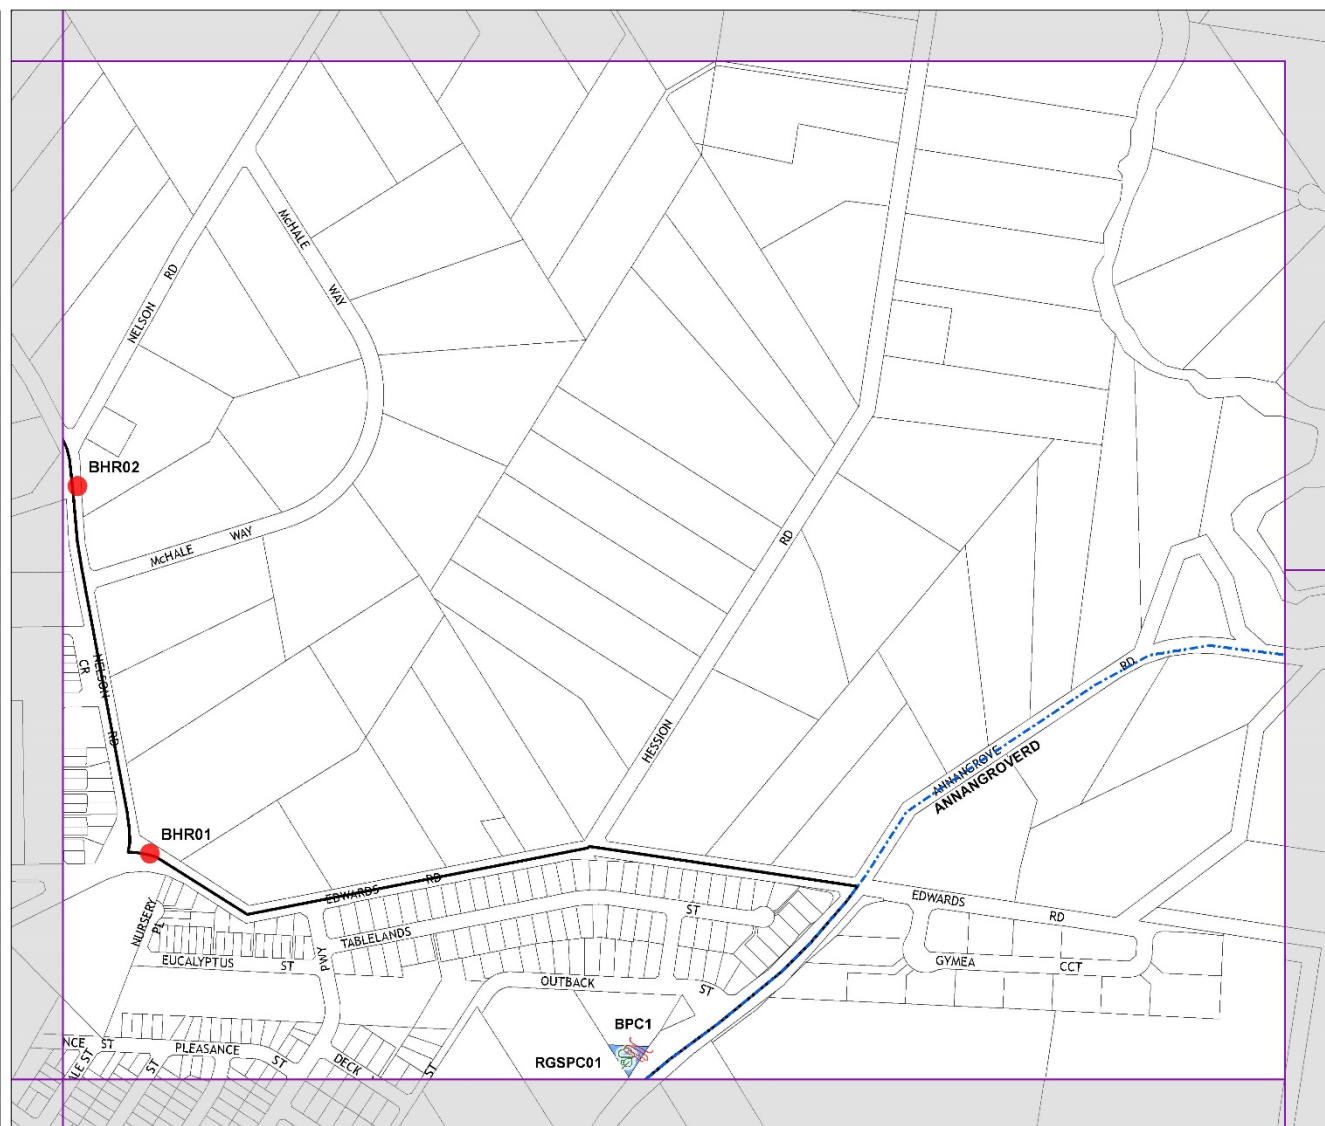 McHALE
WAY
NELSON
RD
BHR02
McHALE
WAY
RD
NELSON
RD
CR
HESSION
RD
ANNANGROVE
ANNANGROVERD
BHR01
EDWARDS
RD
EDWARDS
RD
ST
TABLELANDS
NURSERY
PL
EUCALYPTUS
ST
PWY
GYMEA
CCT
OUTBACK
ST
BPC1
RGSPC01
NCE
ST
PLEASANCE
ST
ALE ST
ST
DECK
ST